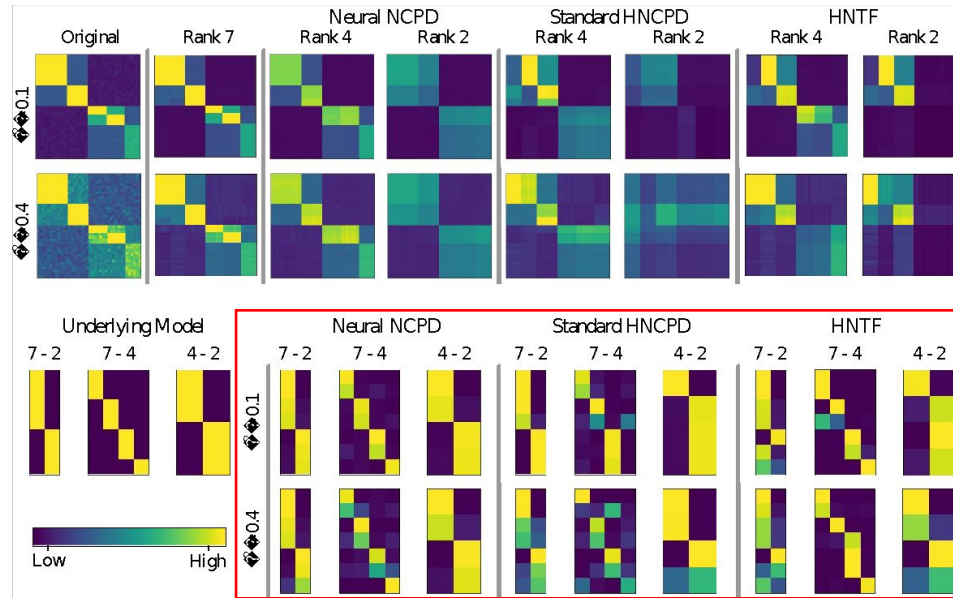 Neural NCPD Standard HNCPD HNTF
Original Rank 7 Rank 4 Rank 2 Rank 4 Rank 2 Rank 4 Rank 2
0.1
0.4
Underlying Model Neural NCPD Standard HNCPD HNTF
7 - 2 7 - 4 4 - 2 7 - 2 7 - 4 4 - 2 7 - 2 7 - 4 4 - 2 7 - 2 7 - 4 4 - 2
0.1
0.4
Low High